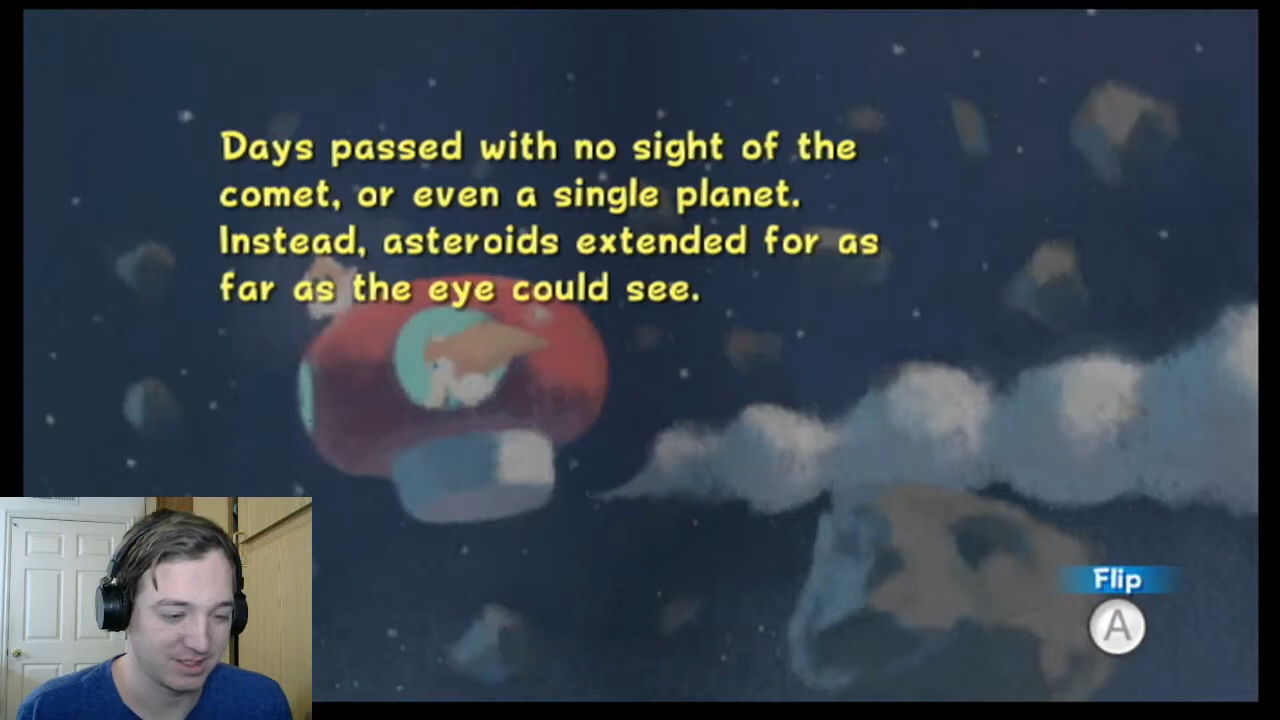 Days passed with no sight of the
comet, or even a single planet.
Instead, asteroids extended for as
far as the eye could see.
Flip
A